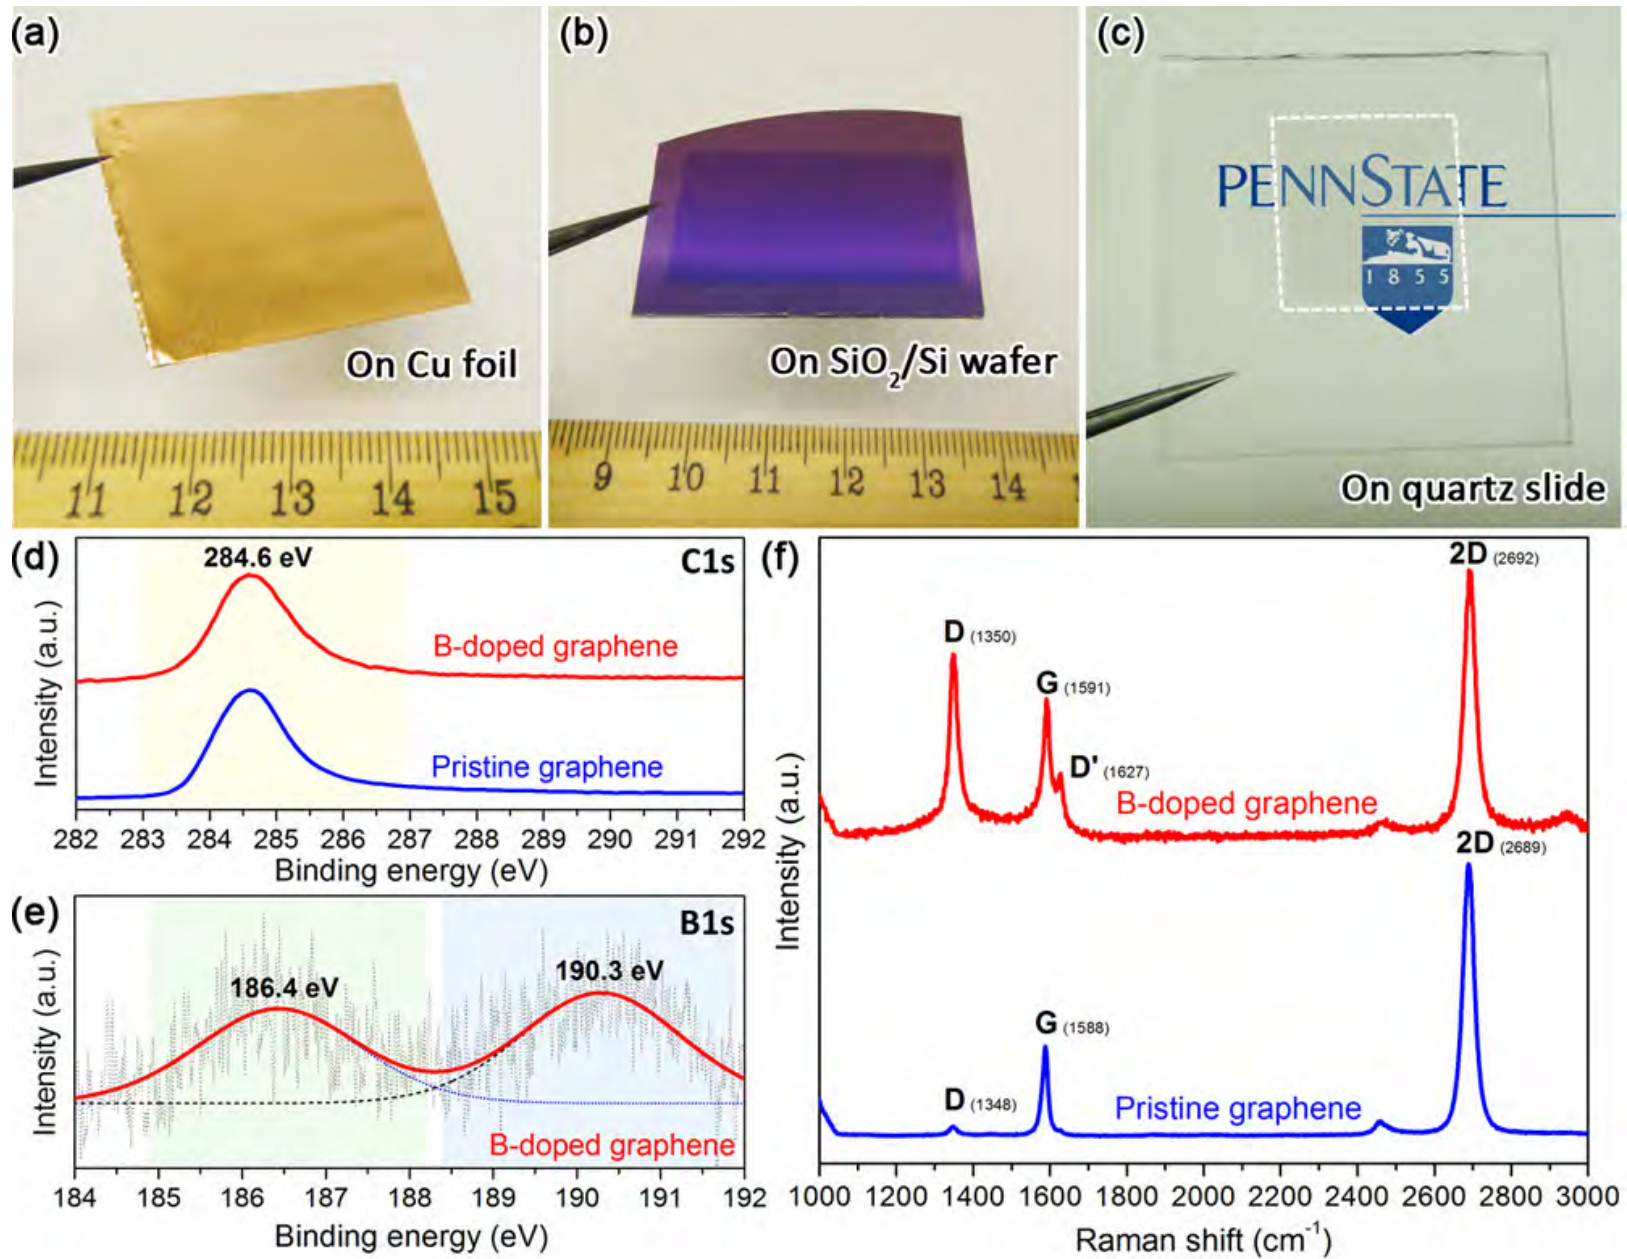 (a)
On Cu foil
11 12 13 14 15
(b)
On SiO₂/Si wafer
9 10 11 12 13 14
(c)
PENNSTATE
1855
On quartz slide
(d)
284.6 eV
C1s
B-doped graphene
Pristine graphene
Intensity (a.u.)
282 283 284 285 286 287 288 289 290 291 292
Binding energy (eV)
(e)
B1s
186.4 eV
190.3 eV
B-doped graphene
Intensity (a.u.)
184 185 186 187 188 189 190 191 192
Binding energy (eV)
(f)
2D (2692)
D (1350)
G (1591)
D' (1627)
B-doped graphene
2D (2689)
G (1588)
D (1348)
Pristine graphene
Intensity (a.u.)
1000 1200 1400 1600 1800 2000 2200 2400 2600 2800 3000
Raman shift (cm⁻¹)